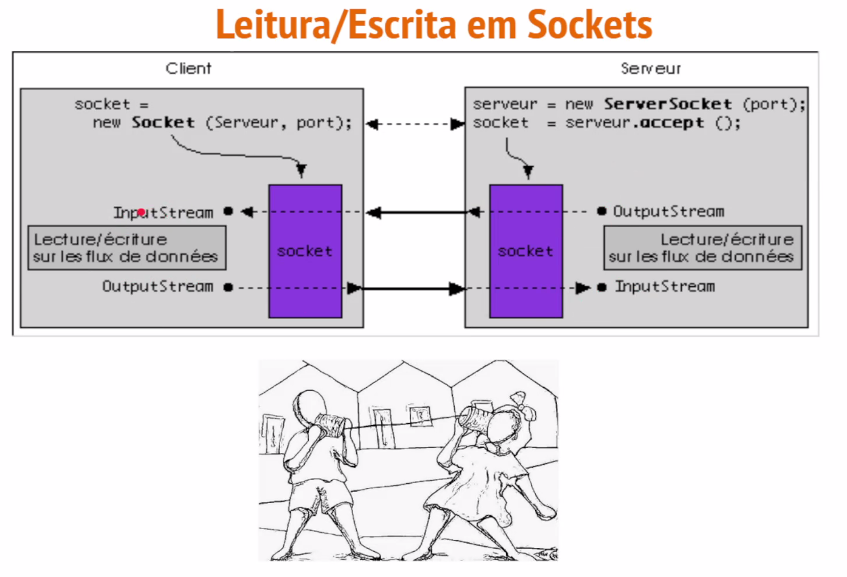 Leitura/Escrita em Sockets
Client
Serveur
socket =
new Socket (Serveur, port);
serveur = new ServerSocket (port);
socket = serveur.accept ();
InputStream
OutputStream
Lecture/écriture
sur les flux de données
socket
socket
Lecture/écriture
sur les flux de données
OutputStream
InputStream